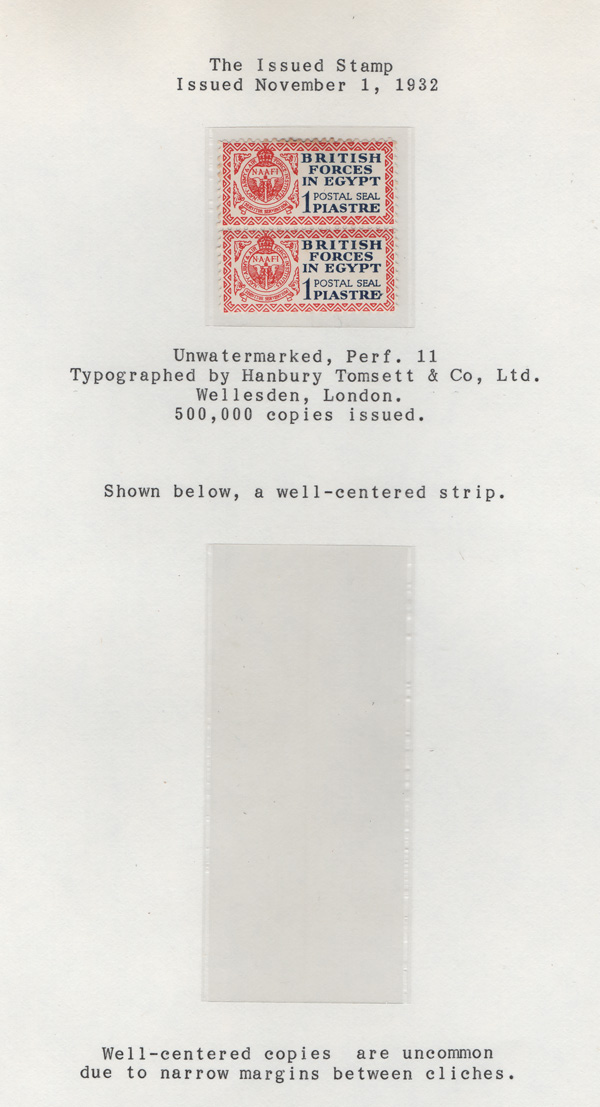 The Issued Stamp
Issued November 1, 1932
NAAFI
BRITISH
FORCES
IN EGYPT
1 POSTAL SEAL
PIASTRE
NAAFI
BRITISH
FORCES
IN EGYPT
1 POSTAL SEAL
PIASTRE
Unwatermarked, Perf. 11
Typographed by Hanbury Tomsett & Co, Ltd.
Wellesden, London.
500,000 copies issued.
Shown below, a well-centered strip.
Well-centered copies are uncommon
due to narrow margins between cliches.